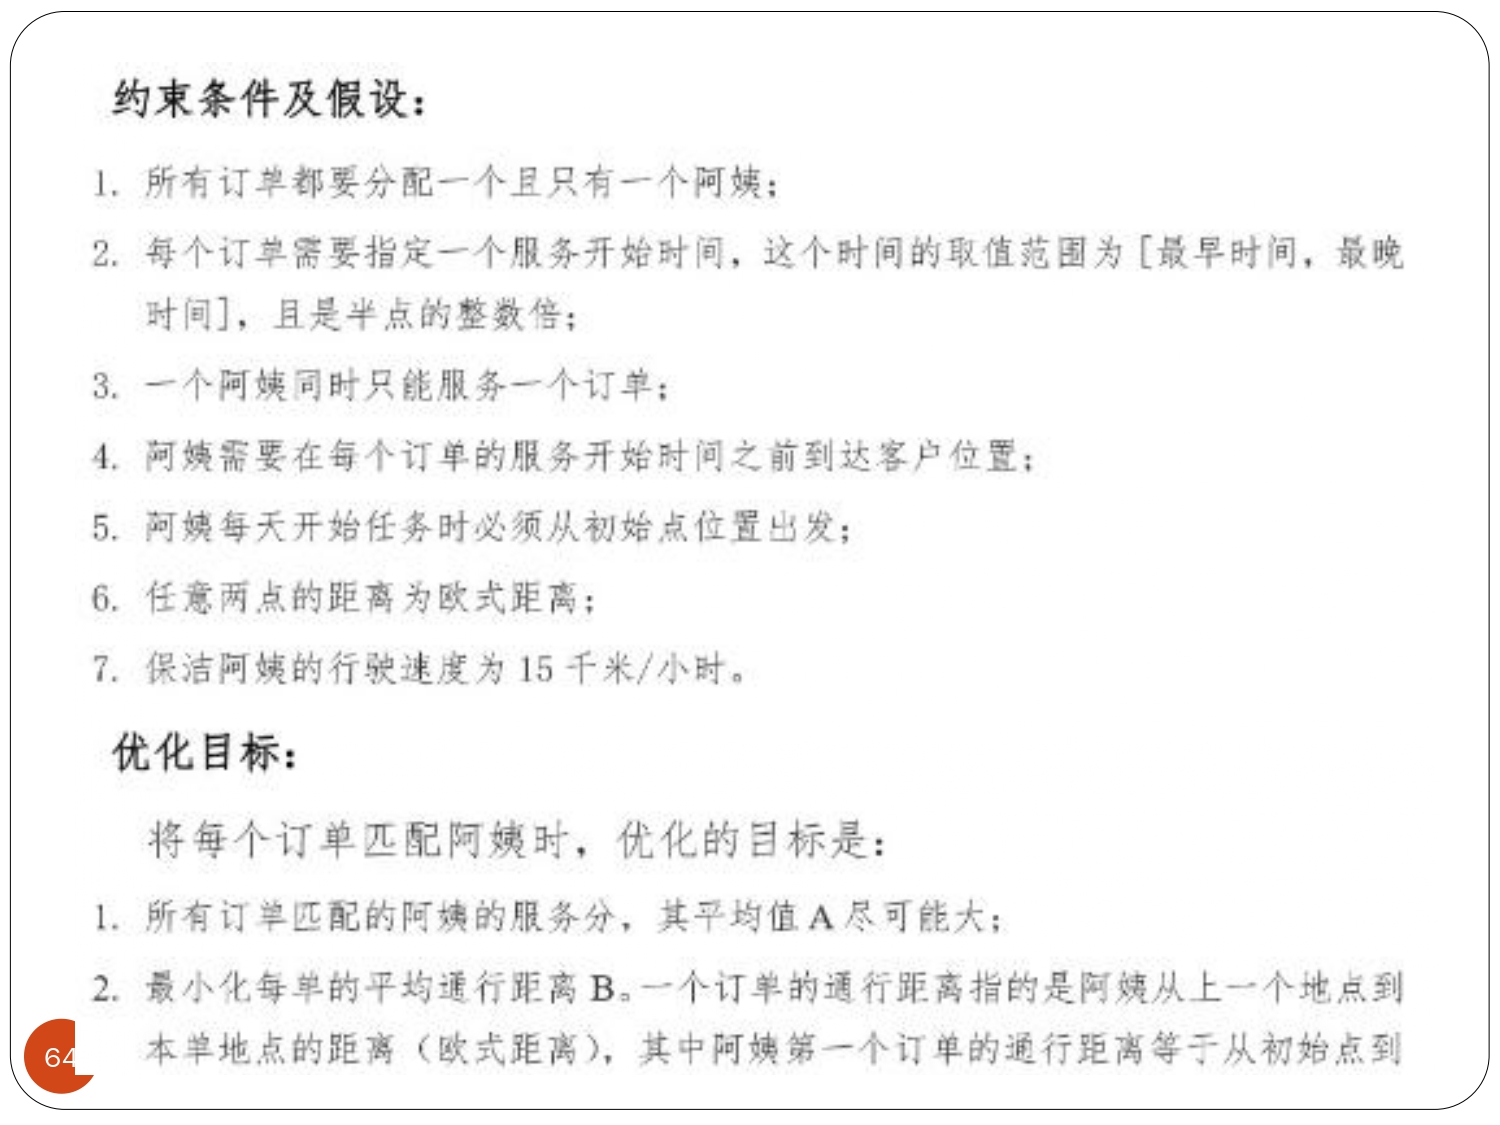 约束条件及假设：
1. 所有订单都要分配一个且只有一个阿姨；
2. 每个订单需要指定一个服务开始时间，这个时间的取值范围为［最早时间，最晚
时间］，且是半点的整数倍；
3. 一个阿姨同时只能服务一个订单；
4. 阿姨需要在每个订单的服务开始时间之前到达客户位置；
5. 阿姨每天开始任务时必须从初始点位置出发；
6. 任意两点的距离为欧式距离；
7. 保洁阿姨的行驶速度为 15 千米/小时。
优化目标：
将每个订单匹配阿姨时，优化的目标是：
1. 所有订单匹配的阿姨的服务分，其平均值 A 尽可能大；
2. 最小化每单的平均通行距离 B。一个订单的通行距离指的是阿姨从上一个地点到
本单地点的距离（欧式距离），其中阿姨第一个订单的通行距离等于从初始点到
64